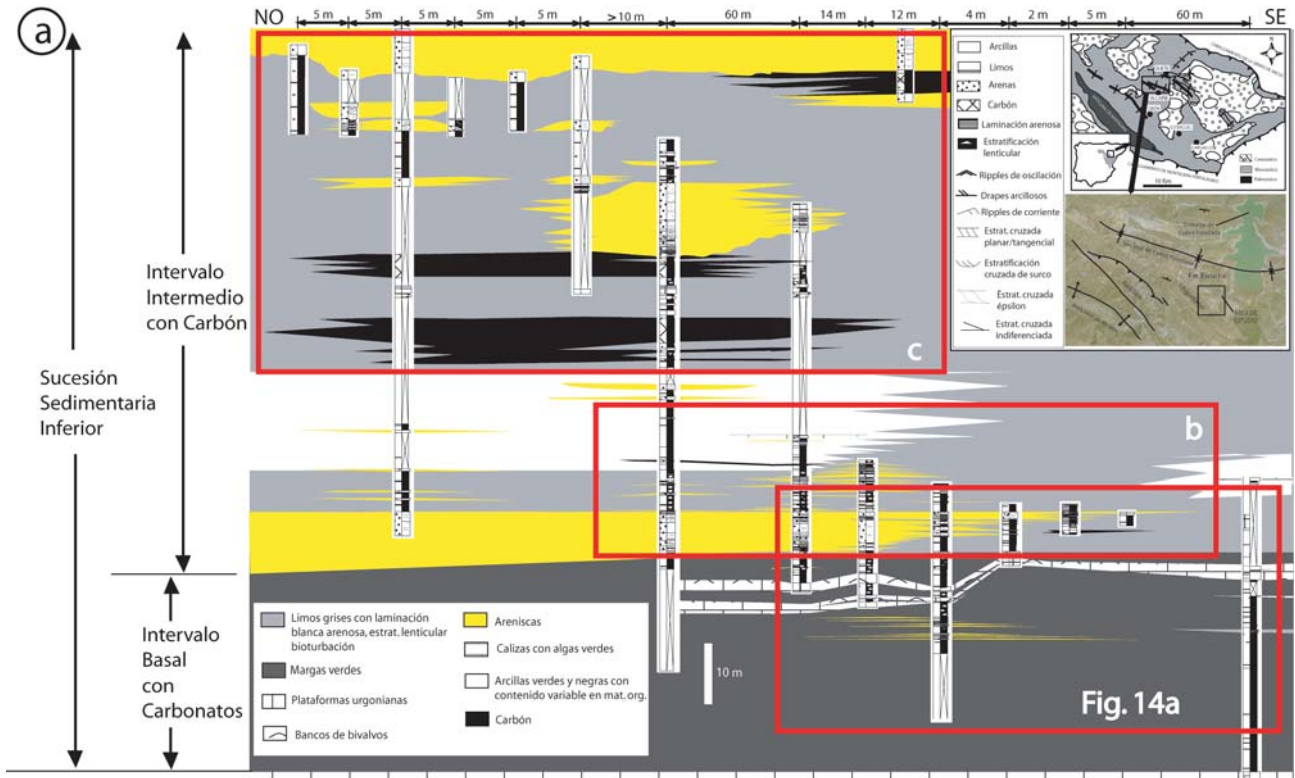 a
NO
5 m
5m
5 m
5m
5 m
>10 m
60 m
14 m
12 m
4 m
2 m
5 m
60 m
SE
Intervalo
Intermedio
con Carbón
Sucesión
Sedimentaria
Inferior
Intervalo
Basal
con
Carbonatos
Arcillas
Limos
Arenas
Carbón
Laminación arenosa
Estratificación
lenticular
Ripples de oscilación
Drapes arcillosos
Ripples de corriente
Estrat. cruzada
planar/tangencial
Estratificación
cruzada de surco
Estrat. cruzada
épsilon
Estrat. cruzada
indiferenciada
10 Km
c
b
Fig. 14a
10 m
Limos grises con laminación
blanca arenosa, estrat. lenticular
bioturbación
Margas verdes
Plataformas urgonianas
Bancos de bivalvos
Areniscas
Calizas con algas verdes
Arcillas verdes y negras con
contenido variable en mat. org.
Carbón